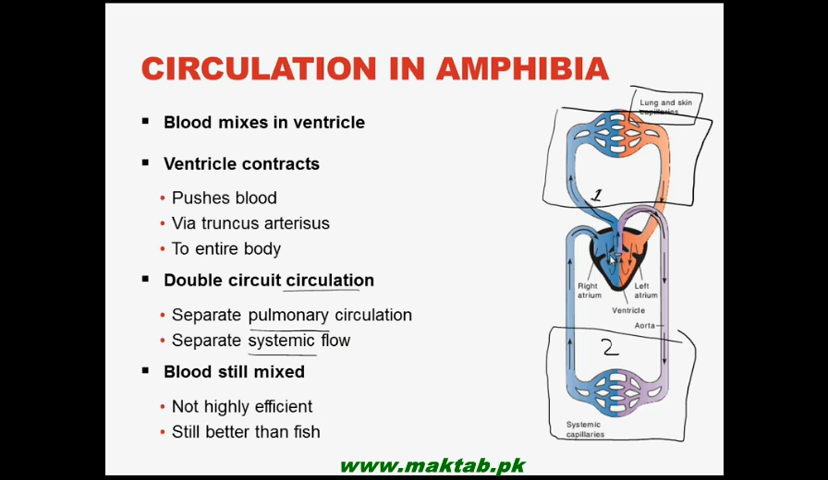 CIRCULATION IN AMPHIBIA
▪ Blood mixes in ventricle
▪ Ventricle contracts
• Pushes blood
• Via truncus arterisus
• To entire body
▪ Double circuit circulation
• Separate pulmonary circulation
• Separate systemic flow
▪ Blood still mixed
• Not highly efficient
• Still better than fish
Lung and skin
capillaries
1
Right
atrium
Left
atrium
Ventricle
Aorta
2
Systemic
capillaries
www.maktab.pk